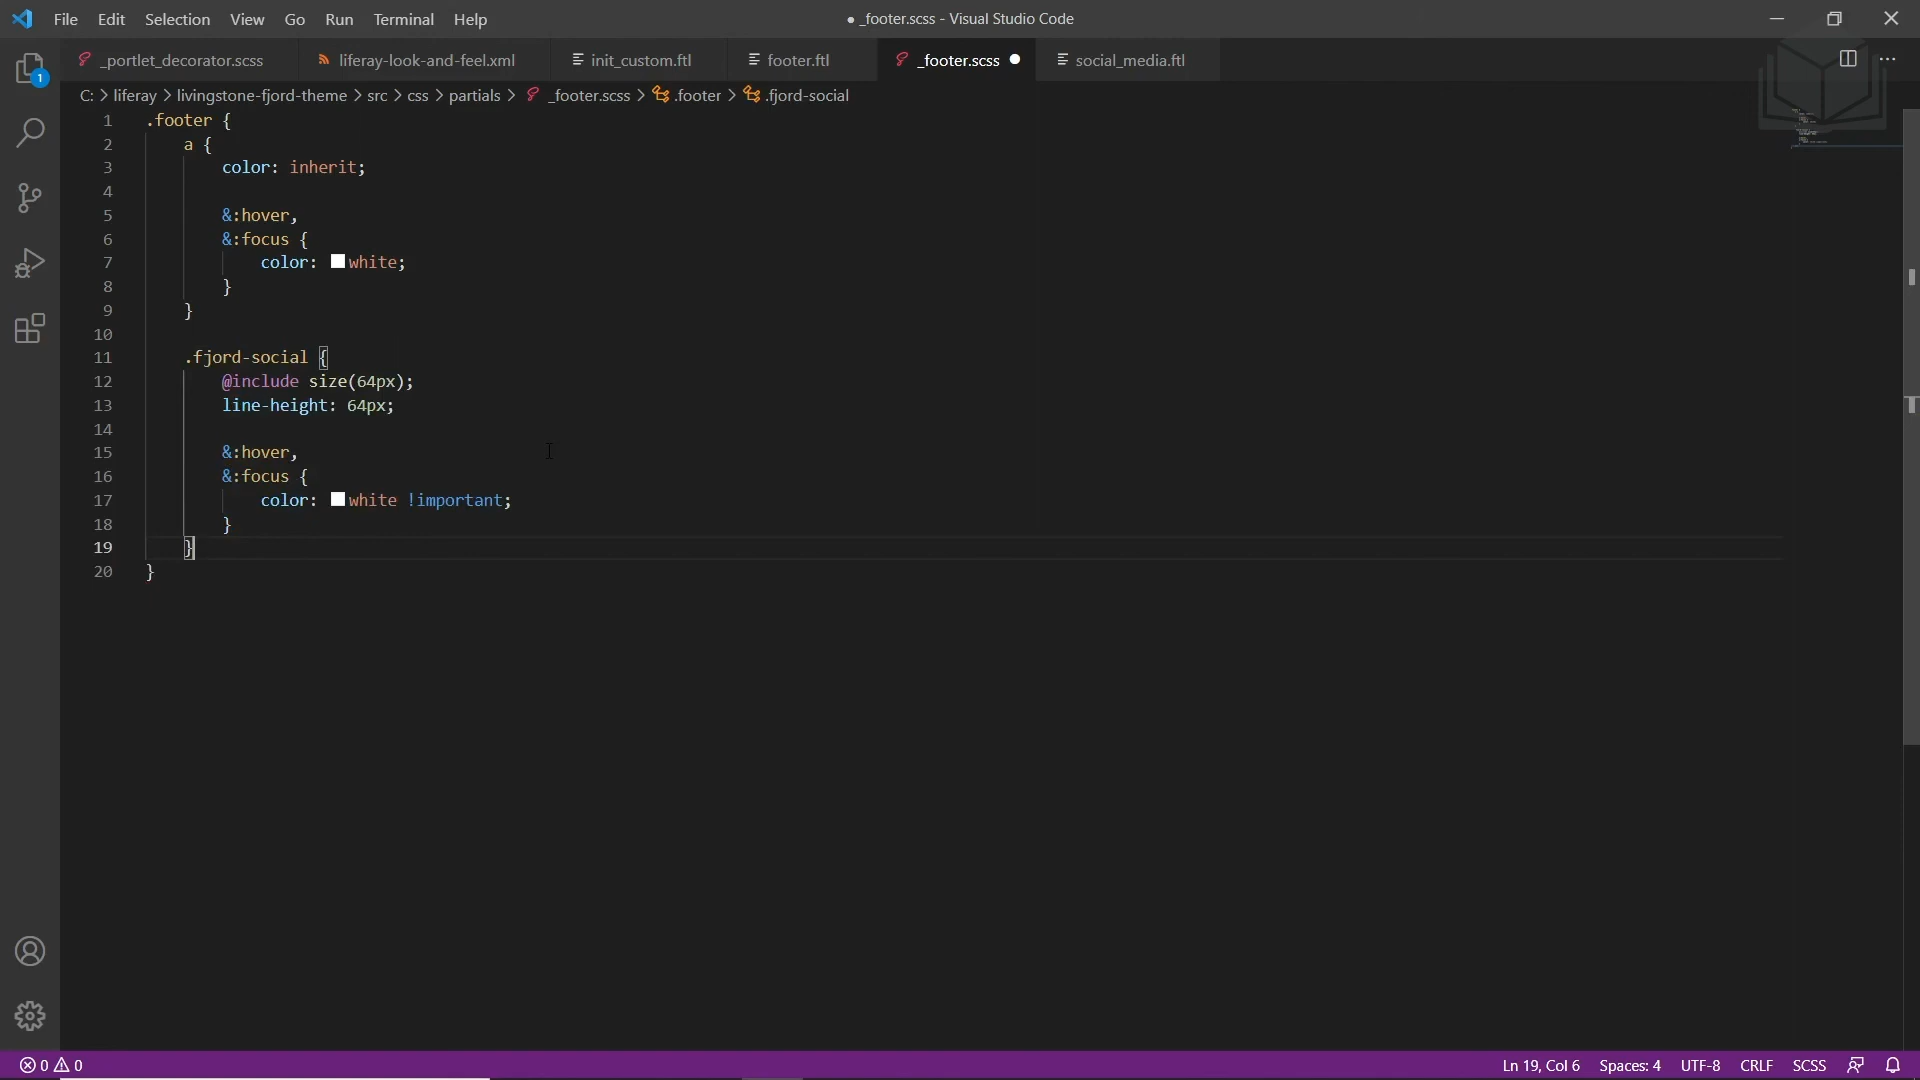 File Edit Selection View Go Run Terminal Help ● _footer.scss - Visual Studio Code
_portlet_decorator.scss liferay-look-and-feel.xml init_custom.ftl footer.ftl _footer.scss ● social_media.ftl ...
1
C: > liferay > livingstone-fjord-theme > src > css > partials > _footer.scss > .footer > .fjord-social
1 .footer {
2 a {
3 color: inherit;
4
5 &:hover,
6 &:focus {
7 color: white;
8 }
9 }
10
11 .fjord-social {
12 @include size(64px);
13 line-height: 64px;
14
15 &:hover,
16 &:focus {
17 color: white !important;
18 }
19 }
20 }
0 0 Ln 19, Col 6 Spaces: 4 UTF-8 CRLF SCSS